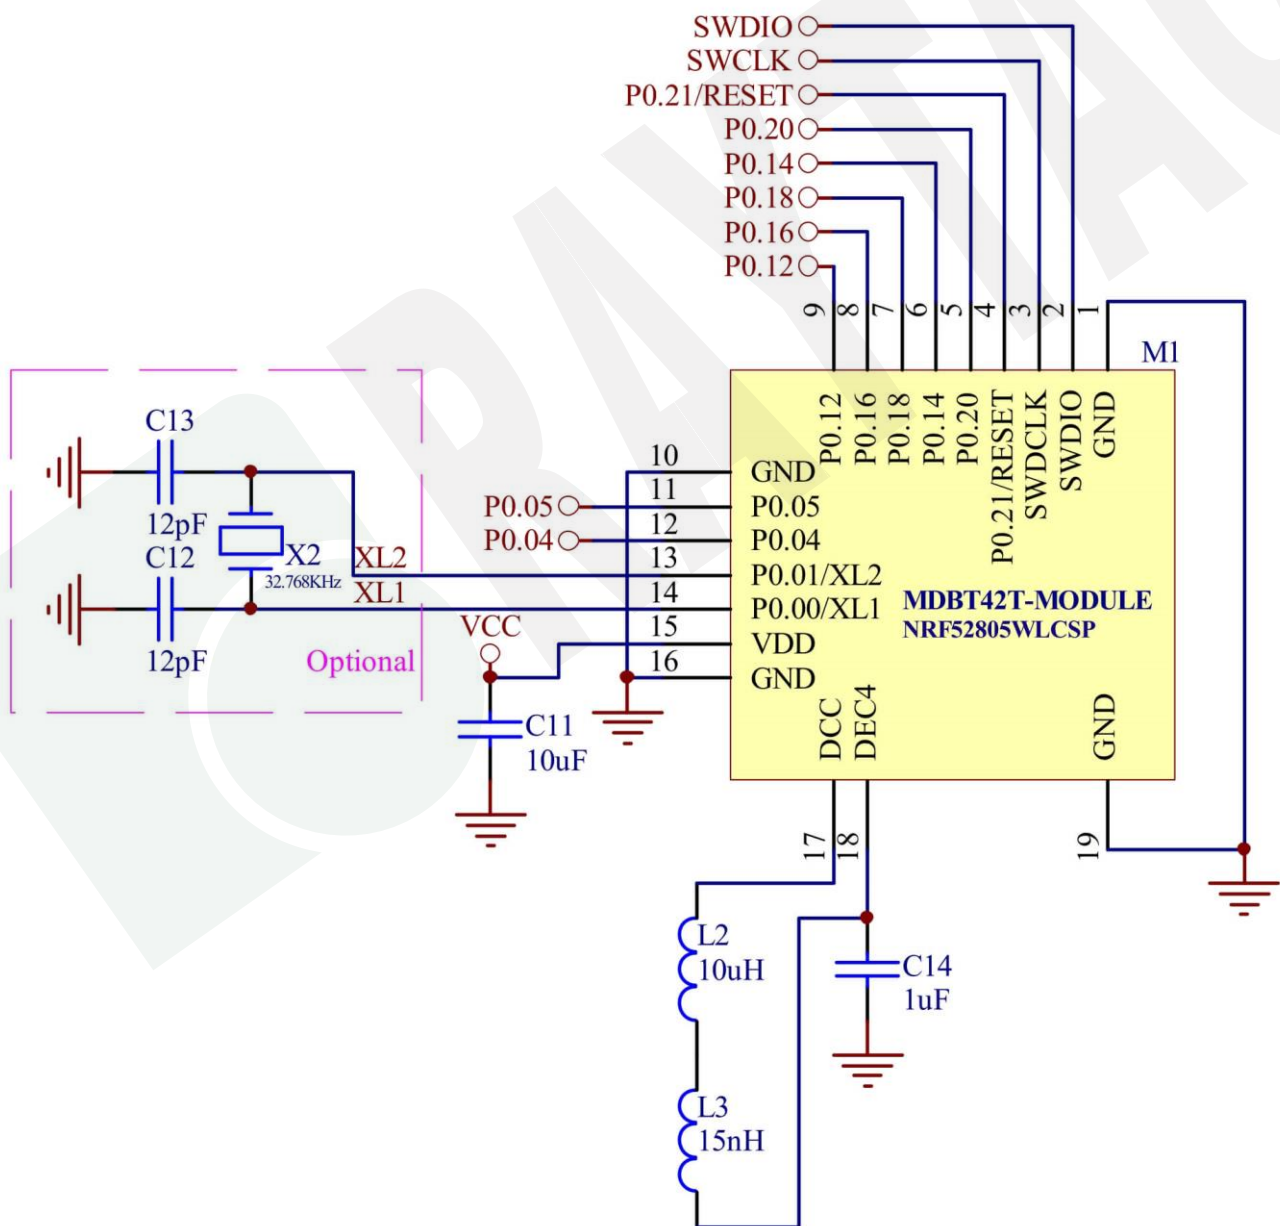 SWDIO
SWCLK
P0.21/RESET
P0.20
P0.14
P0.18
P0.16
P0.12
9 8 7 6 5 4 3 2 1
M1
P0.12 P0.16 P0.18 P0.14 P0.20 P0.21/RESET SWDCLK SWDIO GND
C13
12pF
C12
12pF
X2
32.768KHz
XL2
XL1
Optional
P0.05
P0.04
10 GND
11 P0.05
12 P0.04
13 P0.01/XL2
14 P0.00/XL1
15 VDD
16 GND
MDBT42T-MODULE
NRF52805WLCSP
VCC
C11
10uF
DCC DEC4 GND
17 18 19
L2
10uH
C14
1uF
L3
15nH
RAYTAC